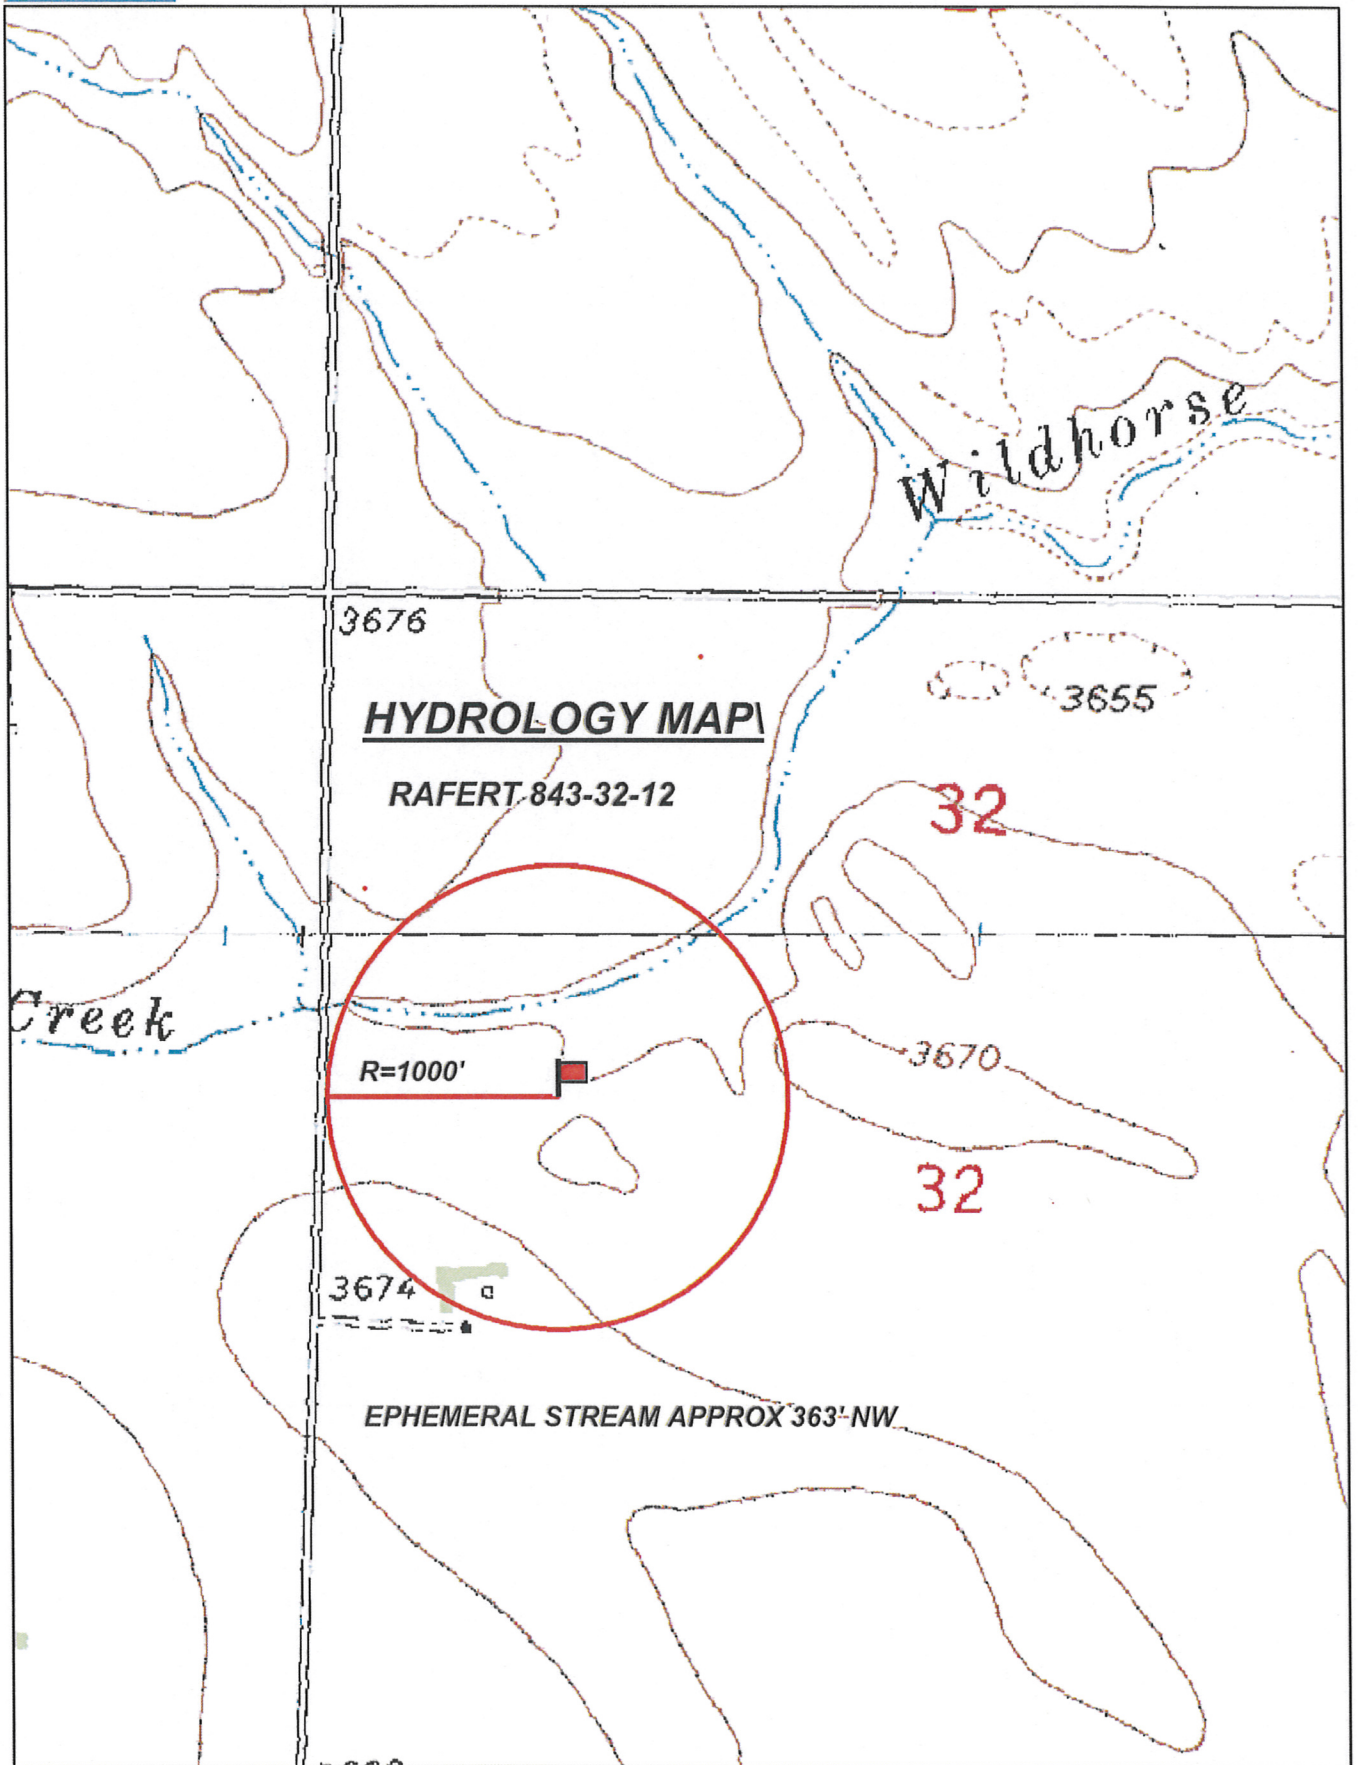 Wildhorse
3676
3655
HYDROLOGY MAP\
RAFERT 843-32-12
32
Creek
3670
R=1000'
32
3674
EPHEMERAL STREAM APPROX 363' NW